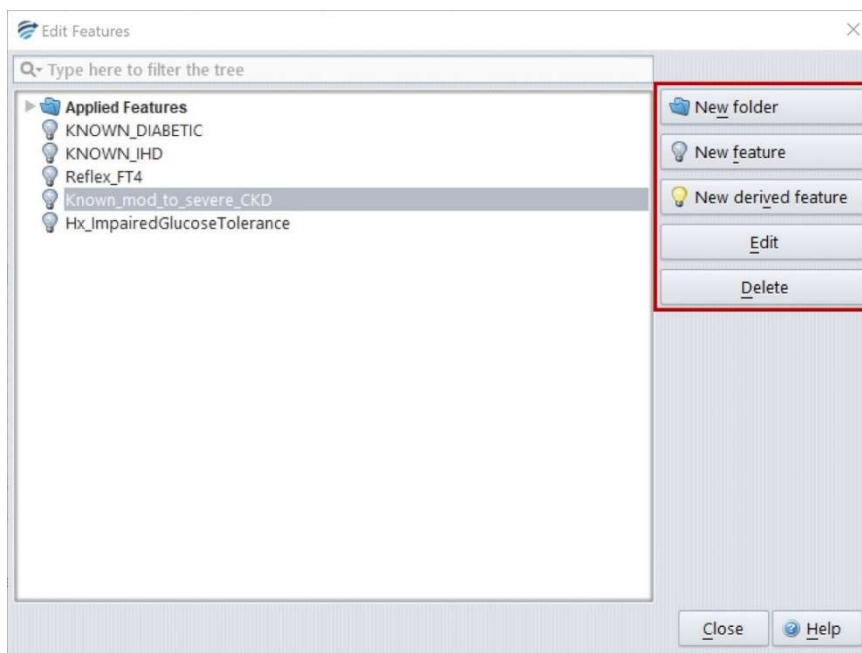 Edit Features
Type here to filter the tree
Applied Features
KNOWN_DIABETIC
KNOWN_IHD
Reflex_FT4
Known_mod_to_severe_CKD
Hx_ImpairedGlucoseTolerance
New folder
New feature
New derived feature
Edit
Delete
Close
Help